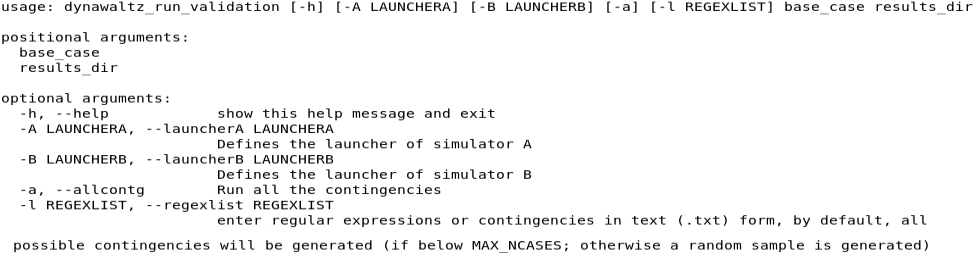 usage: dynawaltz_run_validation [-h] [-A LAUNCHERA] [-B LAUNCHERB] [-a] [-l REGEXLIST] base_case results_dir
positional arguments:
base_case
results_dir
optional arguments:
-h, --help show this help message and exit
-A LAUNCHERA, --launcherA LAUNCHERA
Defines the launcher of simulator A
-B LAUNCHERB, --launcherB LAUNCHERB
Defines the launcher of simulator B
-a, --allcontg Run all the contingencies
-l REGEXLIST, --regexlist REGEXLIST
enter regular expressions or contingencies in text (.txt) form, by default, all
possible contingencies will be generated (if below MAX_NCASES; otherwise a random sample is generated)